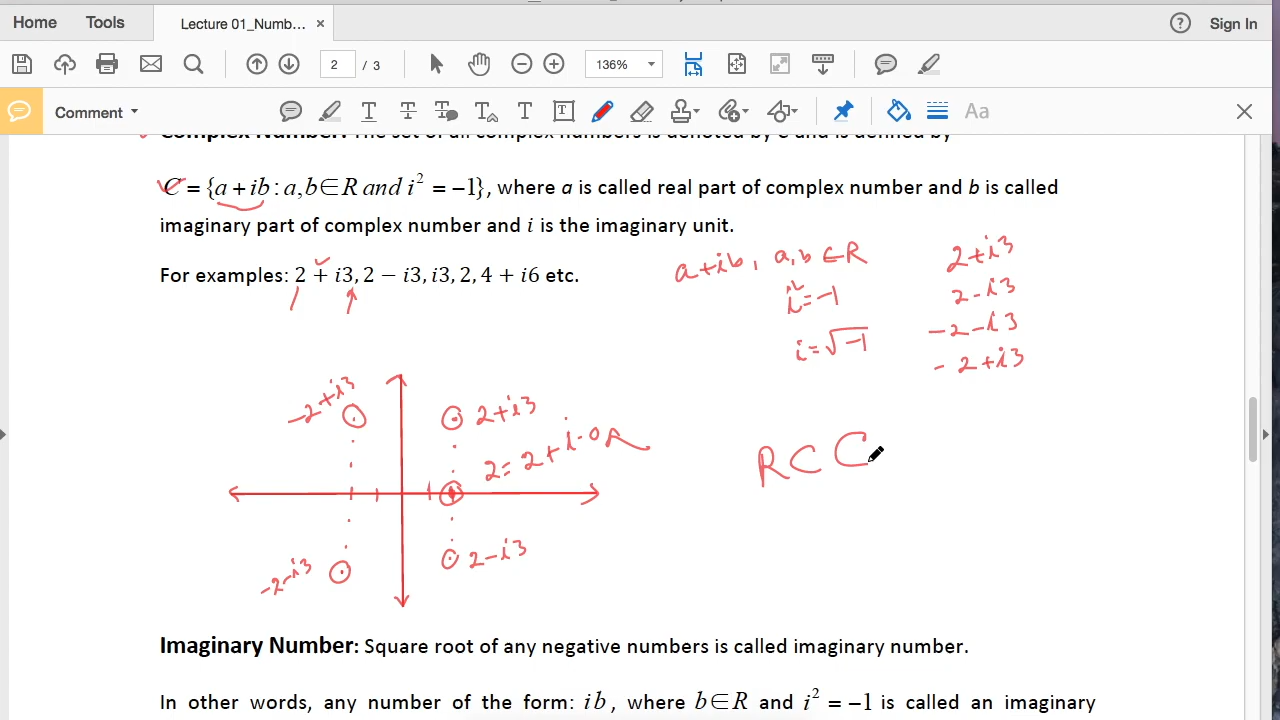 Home Tools Lecture 01_Numb... × ? Sign In
2 / 3 136%
Comment Aa
Complex Number: The set of all complex numbers is denoted by C and is defined by
C = {a + ib : a, b ∈ R and i² = −1}, where a is called real part of complex number and b is called
imaginary part of complex number and i is the imaginary unit.
For examples: 2 + i3, 2 − i3, i3, 2, 4 + i6 etc.
a+ib, a,b ∈ R
i² = -1
i = √-1
2+i3
2-i3
-2-i3
-2+i3
-2+i3
2+i3
2 = 2+i·0
R ⊂ C
-2-i3
2-i3
Imaginary Number: Square root of any negative numbers is called imaginary number.
In other words, any number of the form: ib, where b ∈ R and i² = −1 is called an imaginary